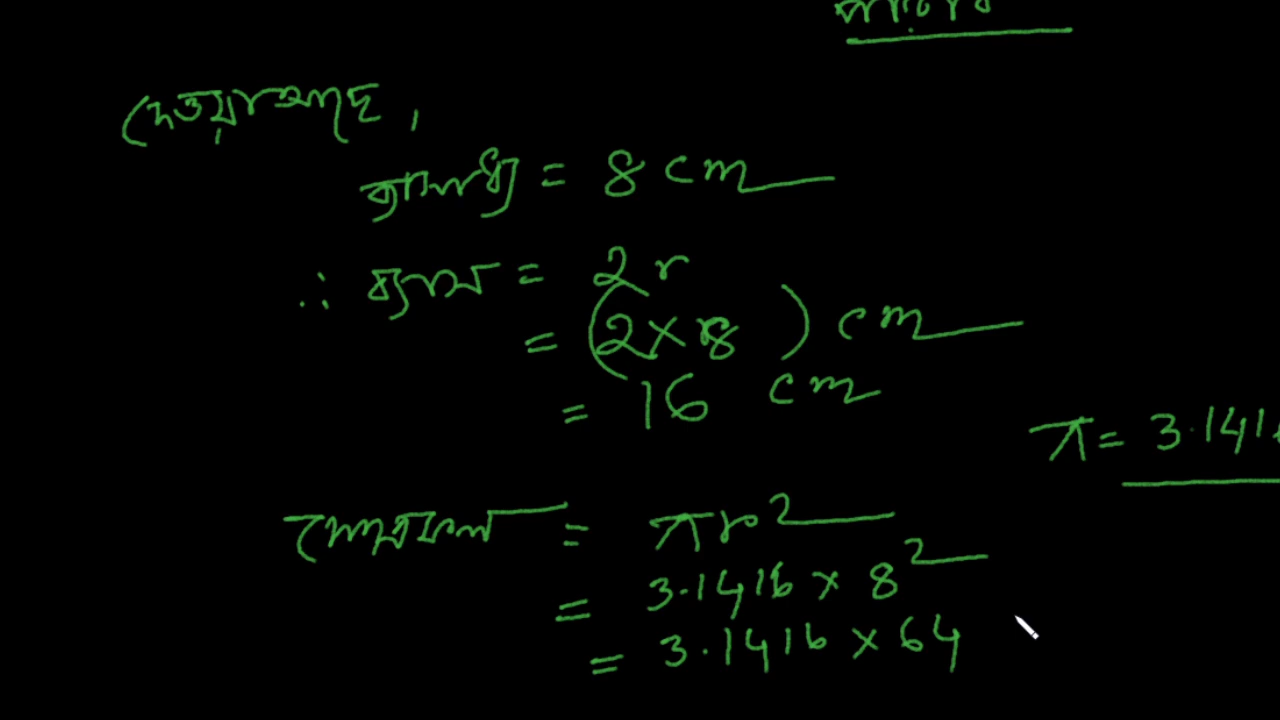 দেওয়া আছে,
ব্যাসার্ধ = 8 cm
∴ ব্যাস = 2r
= (2×8) cm
= 16 cm
π = 3.141
ক্ষেত্রফল = πr²
= 3.1416 × 8²
= 3.1416 × 64